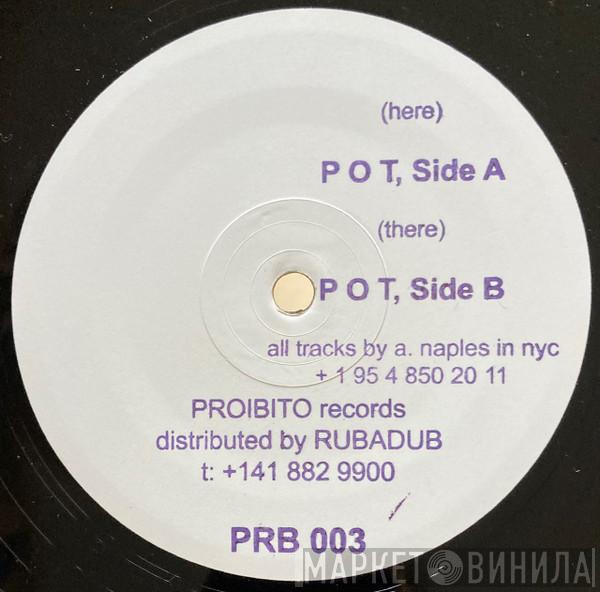 (here)
P O T, Side A
(there)
P O T, Side B
all tracks by a. naples in nyc
+ 1 95 4 850 20 11
PROIBITO records
distributed by RUBADUB
t: +141 882 9900
PRB 003
МАРКЕТ ВИНИЛА